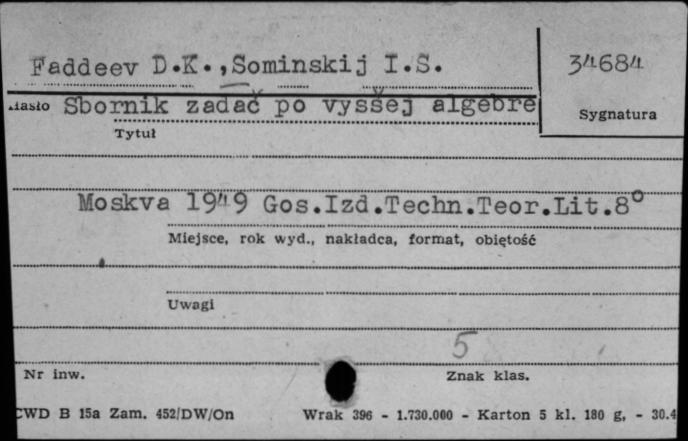 Faddeev D.K.,Sominskij I.S.
34684
Hasło Sbornik zadač po vysšej algebre
Sygnatura
Tytuł
Moskva 1949 Gos.Izd.Techn.Teor.Lit.8°
Miejsce, rok wyd., nakładca, format, objętość
Uwagi
5
Nr inw.
Znak klas.
CWD B 15a Zam. 452/DW/On Wrak 396 - 1.730.000 - Karton 5 kl. 180 g, - 30.4